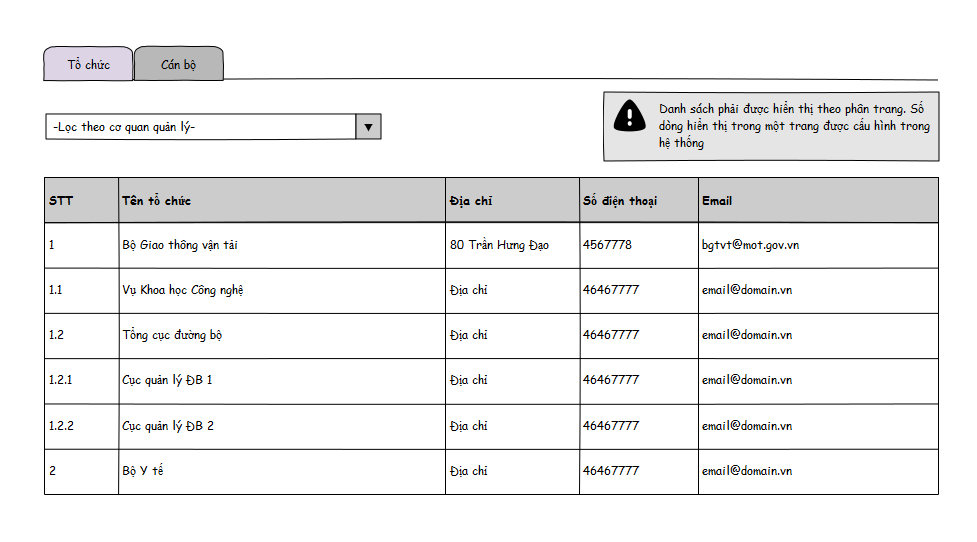 Tổ chức Cán bộ
-Lọc theo cơ quan quản lý-
Danh sách phải được hiển thị theo phân trang. Số
dòng hiển thị trong một trang được cấu hình trong
hệ thống
STT Tên tổ chức Địa chỉ Số điện thoại Email
1 Bộ Giao thông vận tải 80 Trần Hưng Đạo 4567778 bgtvt@mot.gov.vn
1.1 Vụ Khoa học Công nghệ Địa chỉ 46467777 email@domain.vn
1.2 Tổng cục đường bộ Địa chỉ 46467777 email@domain.vn
1.2.1 Cục quản lý ĐB 1 Địa chỉ 46467777 email@domain.vn
1.2.2 Cục quản lý ĐB 2 Địa chỉ 46467777 email@domain.vn
2 Bộ Y tế Địa chỉ 46467777 email@domain.vn